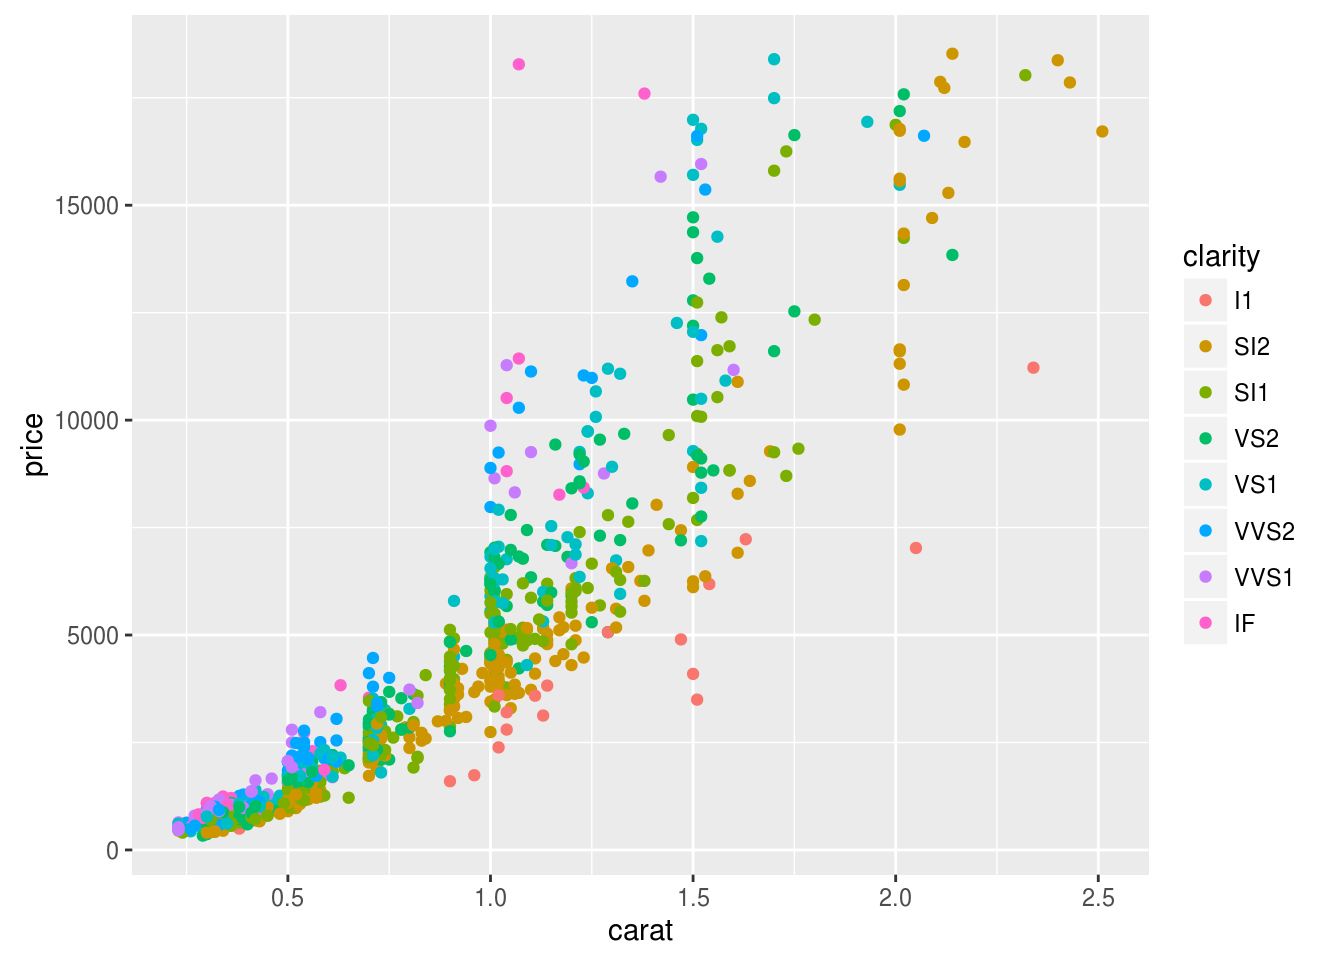 price
15000
10000
5000
0
0.5 1.0 1.5 2.0 2.5
carat
clarity
I1
SI2
SI1
VS2
VS1
VVS2
VVS1
IF